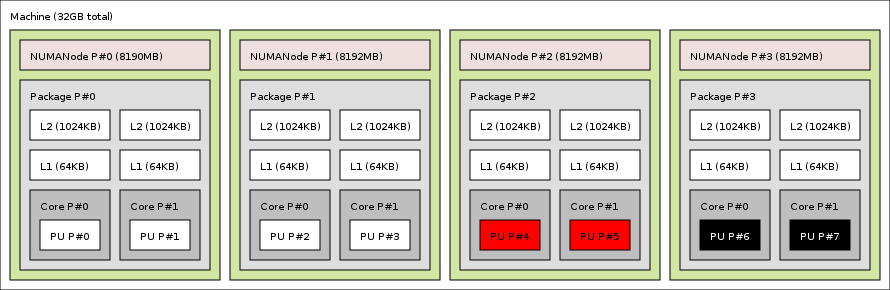 Machine (32GB total)
NUMANode P#0 (8190MB)
Package P#0
L2 (1024KB) L2 (1024KB)
L1 (64KB) L1 (64KB)
Core P#0 Core P#1
PU P#0 PU P#1
NUMANode P#1 (8192MB)
Package P#1
L2 (1024KB) L2 (1024KB)
L1 (64KB) L1 (64KB)
Core P#0 Core P#1
PU P#2 PU P#3
NUMANode P#2 (8192MB)
Package P#2
L2 (1024KB) L2 (1024KB)
L1 (64KB) L1 (64KB)
Core P#0 Core P#1
PU P#4 PU P#5
NUMANode P#3 (8192MB)
Package P#3
L2 (1024KB) L2 (1024KB)
L1 (64KB) L1 (64KB)
Core P#0 Core P#1
PU P#6 PU P#7